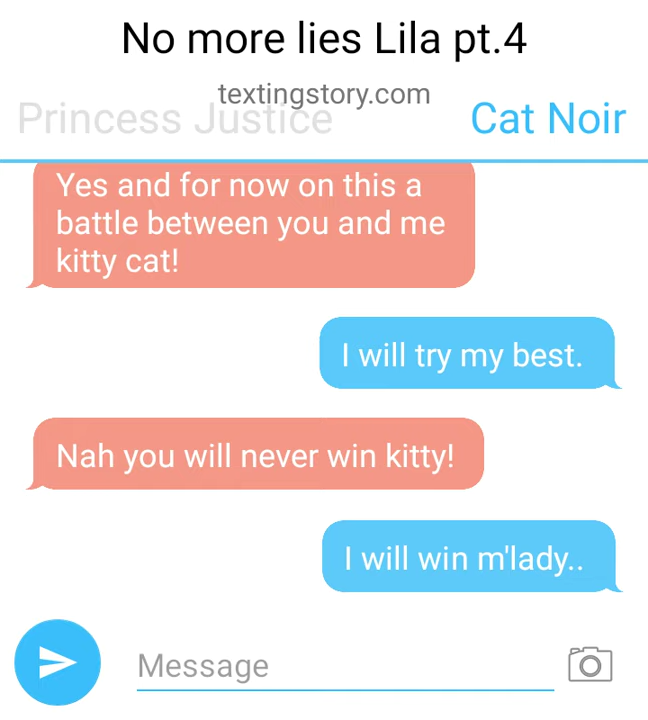 No more lies Lila pt.4
textingstory.com
Princess Justice
Cat Noir
Yes and for now on this a
battle between you and me
kitty cat!
I will try my best.
Nah you will never win kitty!
I will win m'lady..
Message